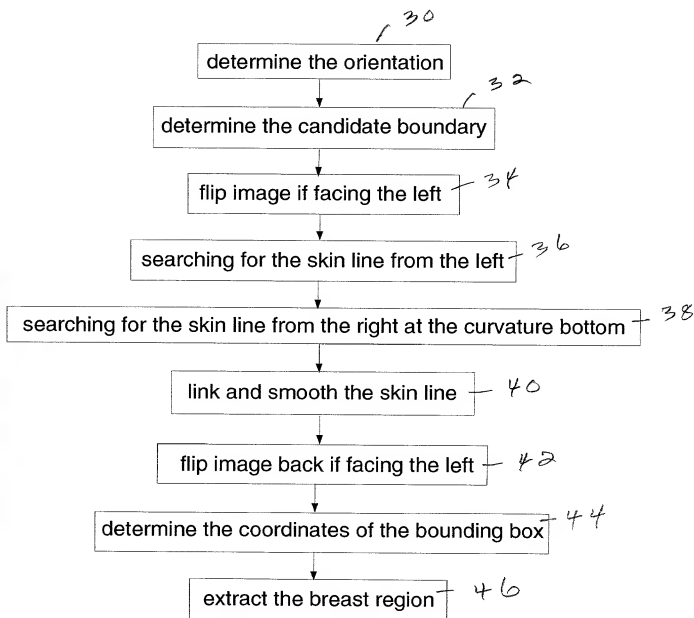 30
determine the orientation
32
determine the candidate boundary
flip image if facing the left 34
searching for the skin line from the left 36
searching for the skin line from the right at the curvature bottom 38
link and smooth the skin line 40
flip image back if facing the left 42
determine the coordinates of the bounding box 44
extract the breast region 46